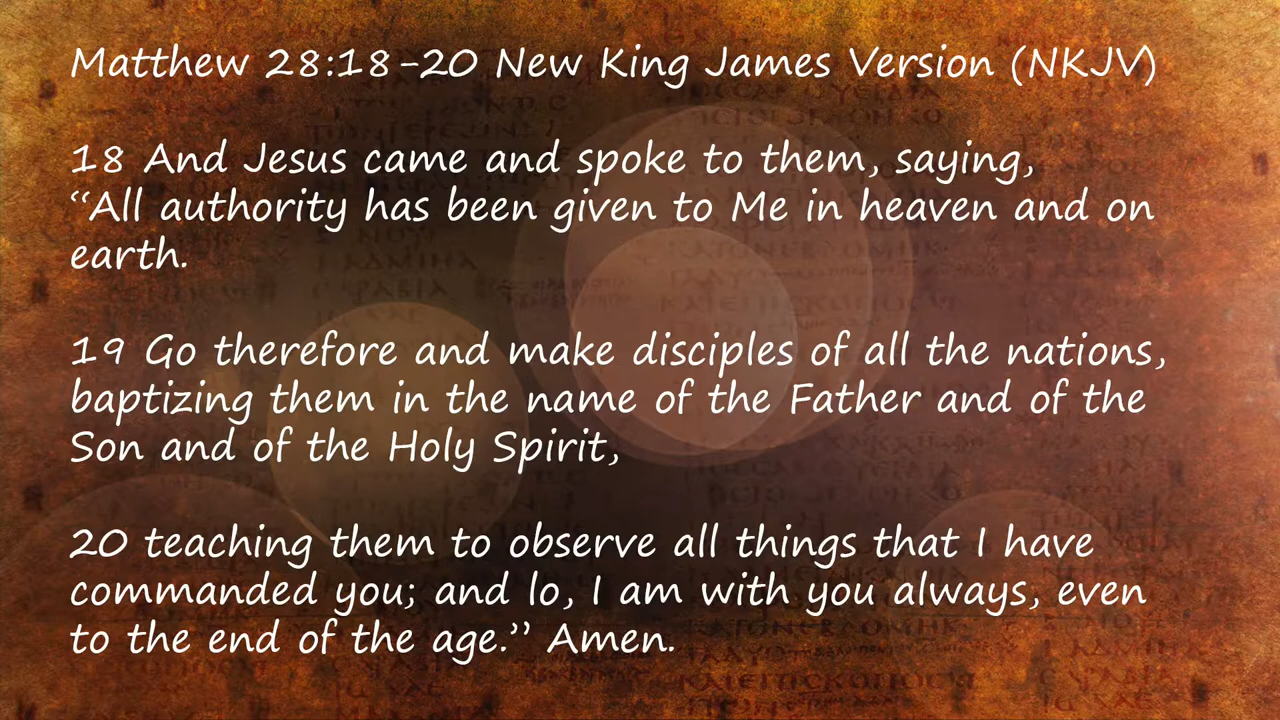 Matthew 28:18-20 New King James Version (NKJV)
18 And Jesus came and spoke to them, saying,
“All authority has been given to Me in heaven and on
earth.
19 Go therefore and make disciples of all the nations,
baptizing them in the name of the Father and of the
Son and of the Holy Spirit,
20 teaching them to observe all things that I have
commanded you; and lo, I am with you always, even
to the end of the age.” Amen.